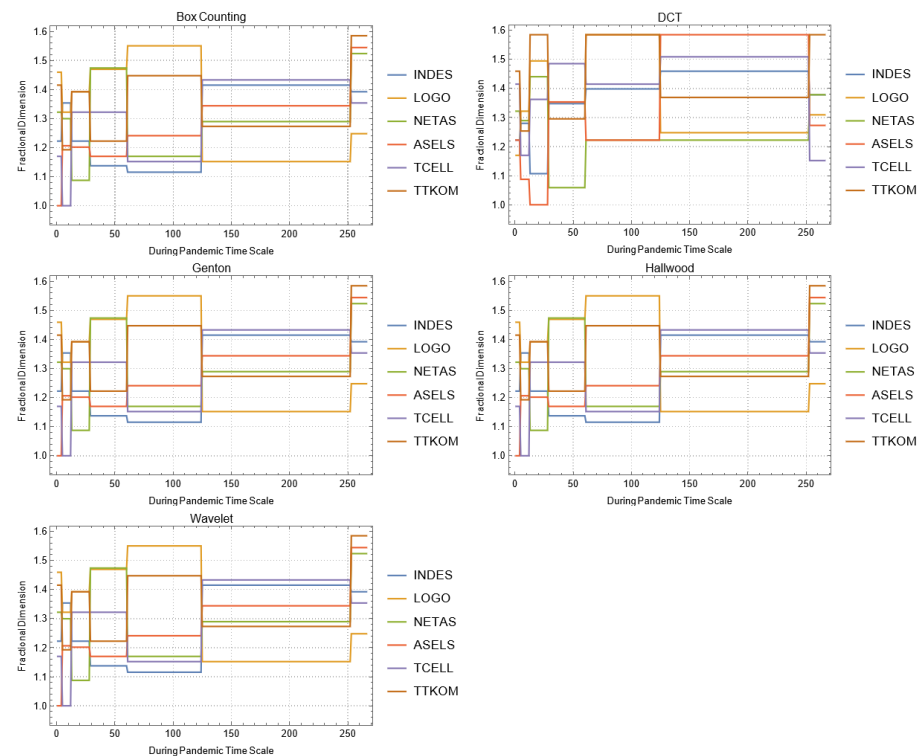 Box Counting
1.6
1.5
1.4
1.3
1.2
1.1
1.0
Fractional Dimension
0 50 100 150 200 250
During Pandemic Time Scale
INDES
LOGO
NETAS
ASELS
TCELL
TTKOM
DCT
1.6
1.5
1.4
1.3
1.2
1.1
1.0
Fractional Dimension
0 50 100 150 200 250
During Pandemic Time Scale
INDES
LOGO
NETAS
ASELS
TCELL
TTKOM
Genton
1.6
1.5
1.4
1.3
1.2
1.1
1.0
Fractional Dimension
0 50 100 150 200 250
During Pandemic Time Scale
INDES
LOGO
NETAS
ASELS
TCELL
TTKOM
Hallwood
1.6
1.5
1.4
1.3
1.2
1.1
1.0
Fractional Dimension
0 50 100 150 200 250
During Pandemic Time Scale
INDES
LOGO
NETAS
ASELS
TCELL
TTKOM
Wavelet
1.6
1.5
1.4
1.3
1.2
1.1
1.0
Fractional Dimension
0 50 100 150 200 250
During Pandemic Time Scale
INDES
LOGO
NETAS
ASELS
TCELL
TTKOM